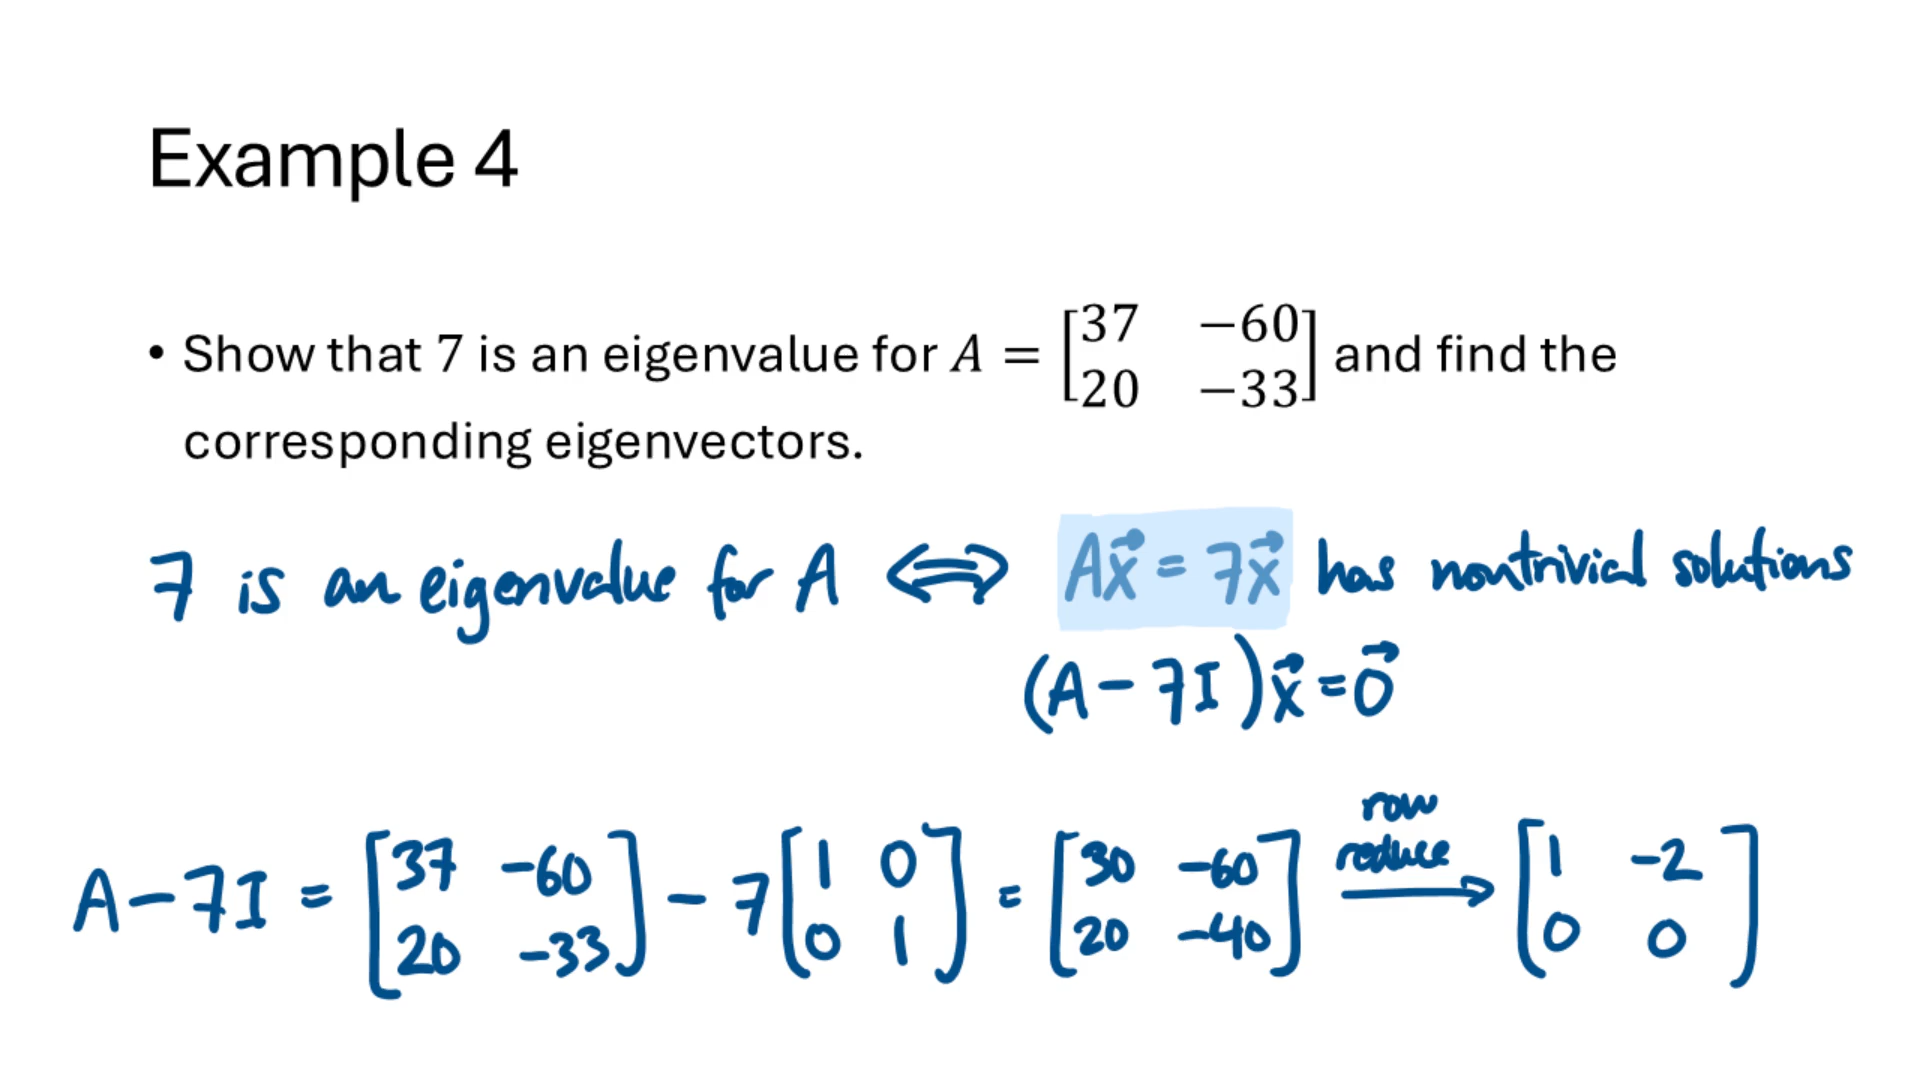 Example 4
• Show that 7 is an eigenvalue for A = [37 −60; 20 −33] and find the
corresponding eigenvectors.
7 is an eigenvalue for A ⟺ Ax⃗ = 7x⃗ has nontrivial solutions
(A − 7I)x⃗ = 0⃗
A − 7I = [37 −60; 20 −33] − 7[1 0; 0 1] = [30 −60; 20 −40] row reduce → [1 −2; 0 0]